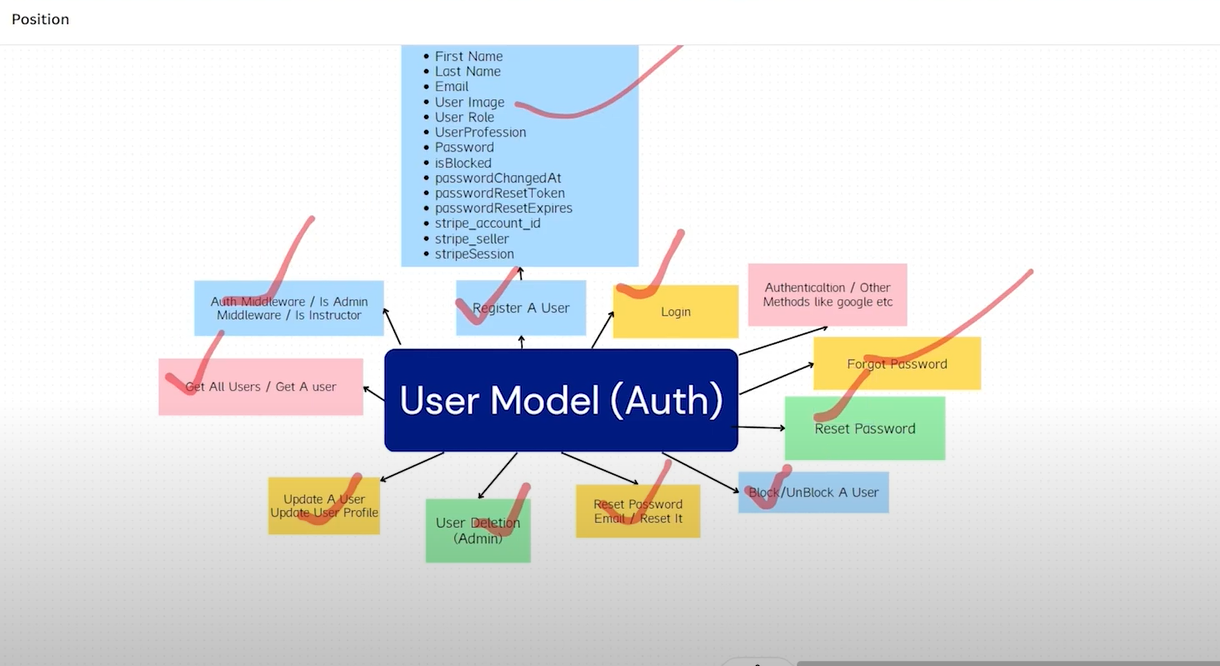 Position
First Name
Last Name
Email
User Image
User Role
UserProfession
Password
isBlocked
passwordChangedAt
passwordResetToken
passwordResetExpires
stripe_account_id
stripe_seller
stripeSession
Auth Middleware / Is Admin
Middleware / Is Instructor
Register A User
Login
Authenticaltion / Other
Methods like google etc
Get All Users / Get A user
User Model (Auth)
Forgot Password
Reset Password
Update A User
Update User Profile
User Deletion
(Admin)
Reset Password
Email / Reset It
Block/UnBlock A User